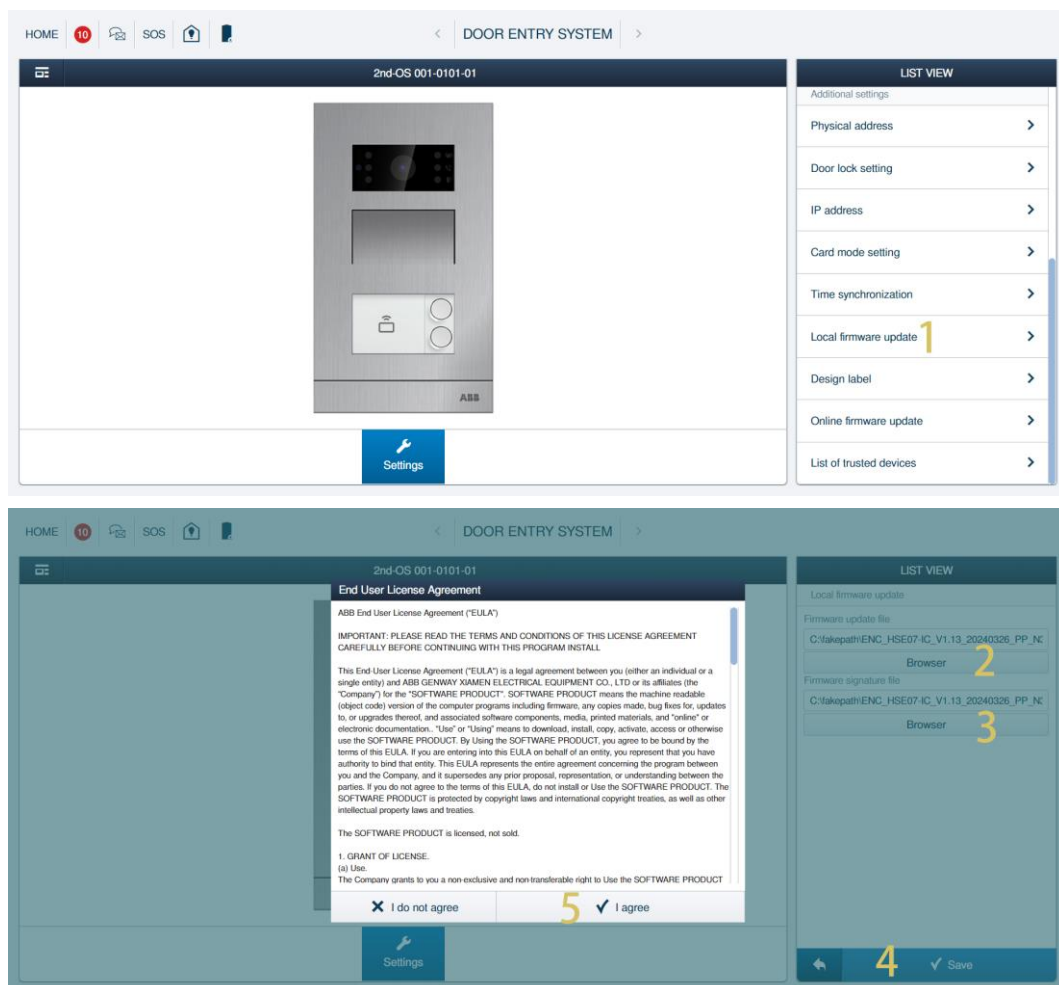 HOME 10 SOS < DOOR ENTRY SYSTEM >
2nd-OS 001-0101-01
LIST VIEW
Additional settings
Physical address
Door lock setting
IP address
Card mode setting
Time synchronization
Local firmware update 1
Design label
Online firmware update
List of trusted devices
ABB
Settings
HOME 10 SOS < DOOR ENTRY SYSTEM >
2nd-OS 001-0101-01
End User License Agreement
ABB End User License Agreement ("EULA")
IMPORTANT: PLEASE READ THE TERMS AND CONDITIONS OF THIS LICENSE AGREEMENT
CAREFULLY BEFORE CONTINUING WITH THIS PROGRAM INSTALL
This End-User License Agreement ("EULA") is a legal agreement between you (either an individual or a
single entity) and ABB GENWAY XIAMEN ELECTRICAL EQUIPMENT CO., LTD or its affiliates (the
"Company") for the "SOFTWARE PRODUCT". SOFTWARE PRODUCT means the machine readable
(object code) version of the computer programs including firmware, any copies made, bug fixes for, updates
to, or upgrades thereof, and associated software components, media, printed materials, and "online" or
electronic documentation.. "Use" or "Using" means to download, install, copy, activate, access or otherwise
use the SOFTWARE PRODUCT. By Using the SOFTWARE PRODUCT, you agree to be bound by the
terms of this EULA. If you are entering into this EULA on behalf of an entity, you represent that you have
authority to bind that entity. This EULA represents the entire agreement concerning the program between
you and the Company, and it supersedes any prior proposal, representation, or understanding between the
parties. If you do not agree to the terms of this EULA, do not install or Use the SOFTWARE PRODUCT. The
SOFTWARE PRODUCT is protected by copyright laws and international copyright treaties, as well as other
intellectual property laws and treaties.
The SOFTWARE PRODUCT is licensed, not sold.
1. GRANT OF LICENSE.
(a) Use.
The Company grants to you a non-exclusive and non-transferable right to Use the SOFTWARE PRODUCT
I do not agree
5 I agree
Settings
LIST VIEW
Local firmware update
Firmware update file
C:\fakepath\ENC_HSE07-IC_V1.13_20240326_PP_N
Browser 2
Firmware signature file
C:\fakepath\ENC_HSE07-IC_V1.13_20240326_PP_N
Browser 3
4 Save